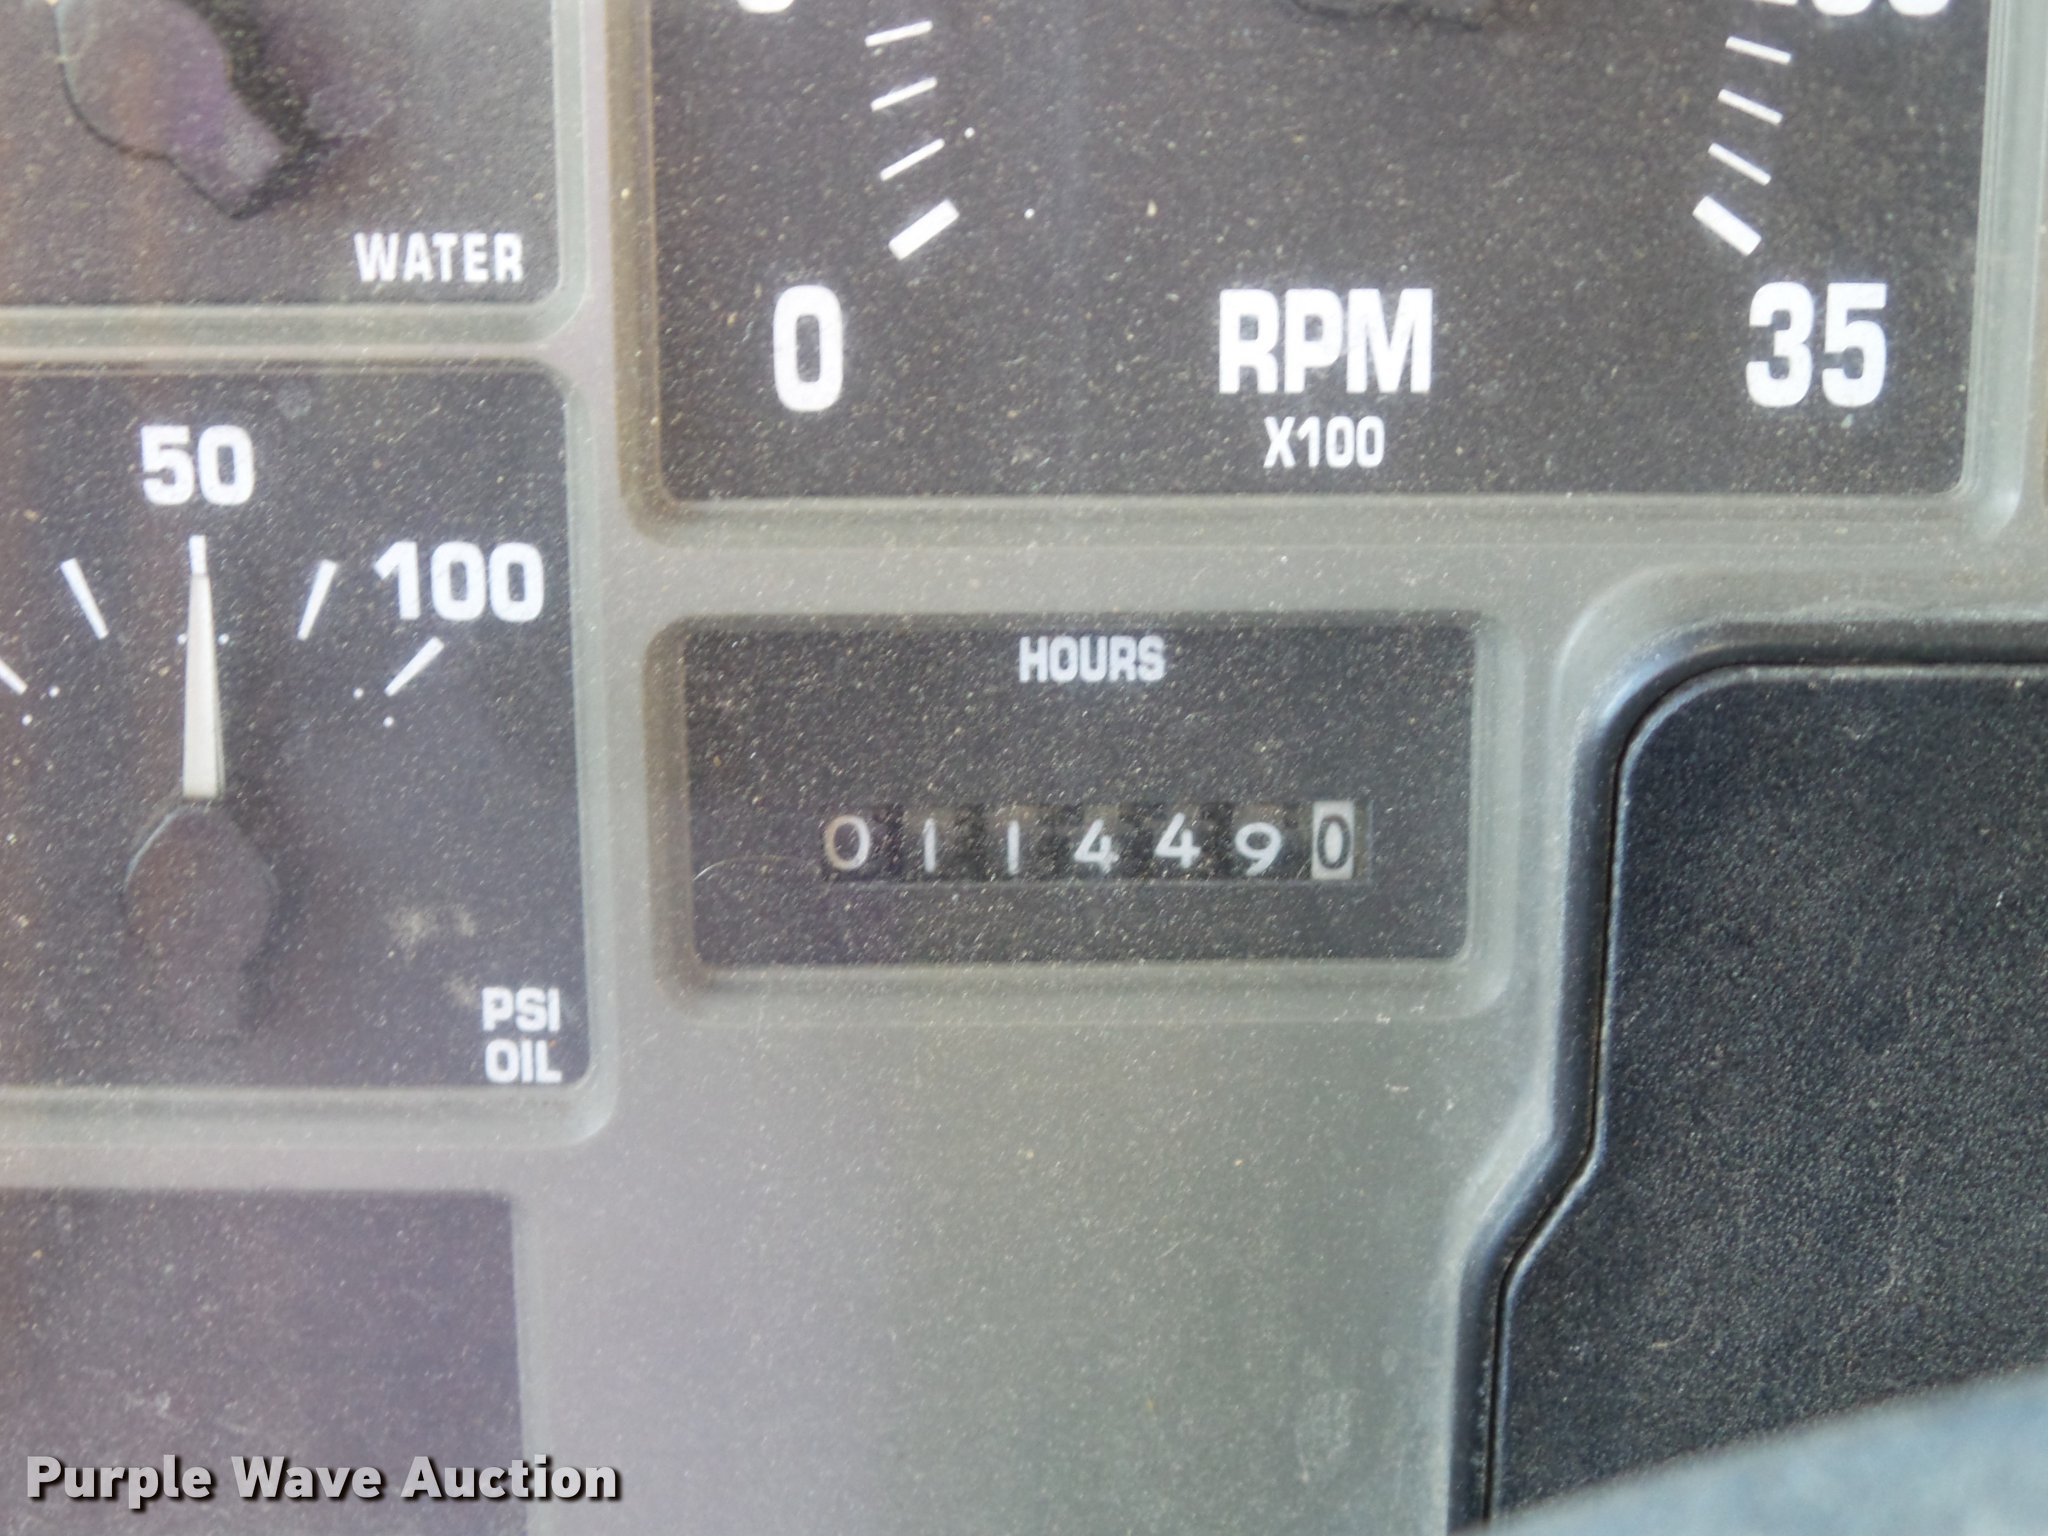 WATER
0
RPM
X100
35
50
100
PSI
OIL
HOURS
0114490
Purple Wave Auction